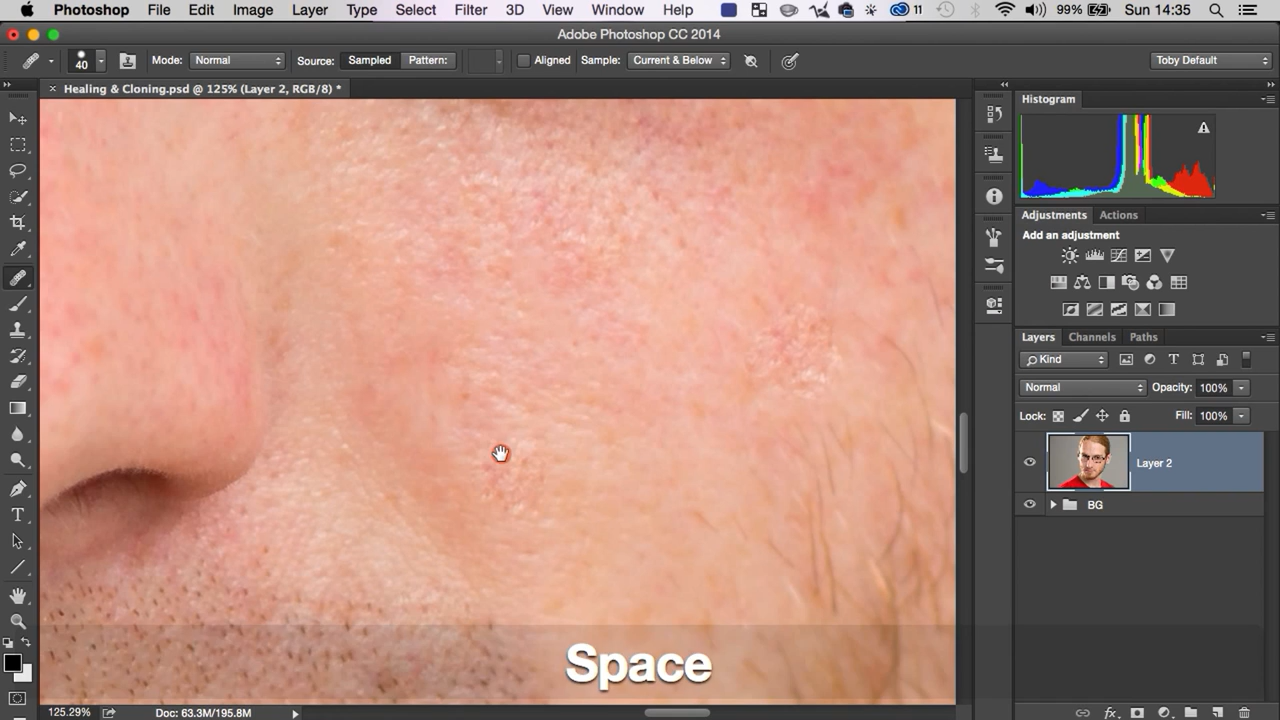 Photoshop File Edit Image Layer Type Select Filter 3D View Window Help 11 99% Sun 14:35
Adobe Photoshop CC 2014
40 Mode: Normal Source: Sampled Pattern: Aligned Sample: Current & Below Toby Default
Healing & Cloning.psd @ 125% (Layer 2, RGB/8) *
Histogram
Adjustments Actions
Add an adjustment
Layers Channels Paths
Kind
Normal Opacity: 100%
Lock: Fill: 100%
Layer 2
BG
Space
125.29% Doc: 63.3M/195.8M